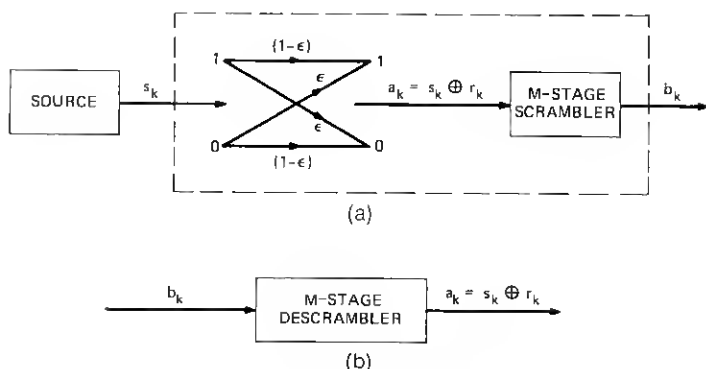 (1-ϵ)
1 1
SOURCE
s_k
ϵ
a_k = s_k ⊕ r_k
M-STAGE
SCRAMBLER
b_k
ϵ
0 0
(1-ϵ)
(a)
b_k
M-STAGE
DESCRAMBLER
a_k = s_k ⊕ r_k
(b)